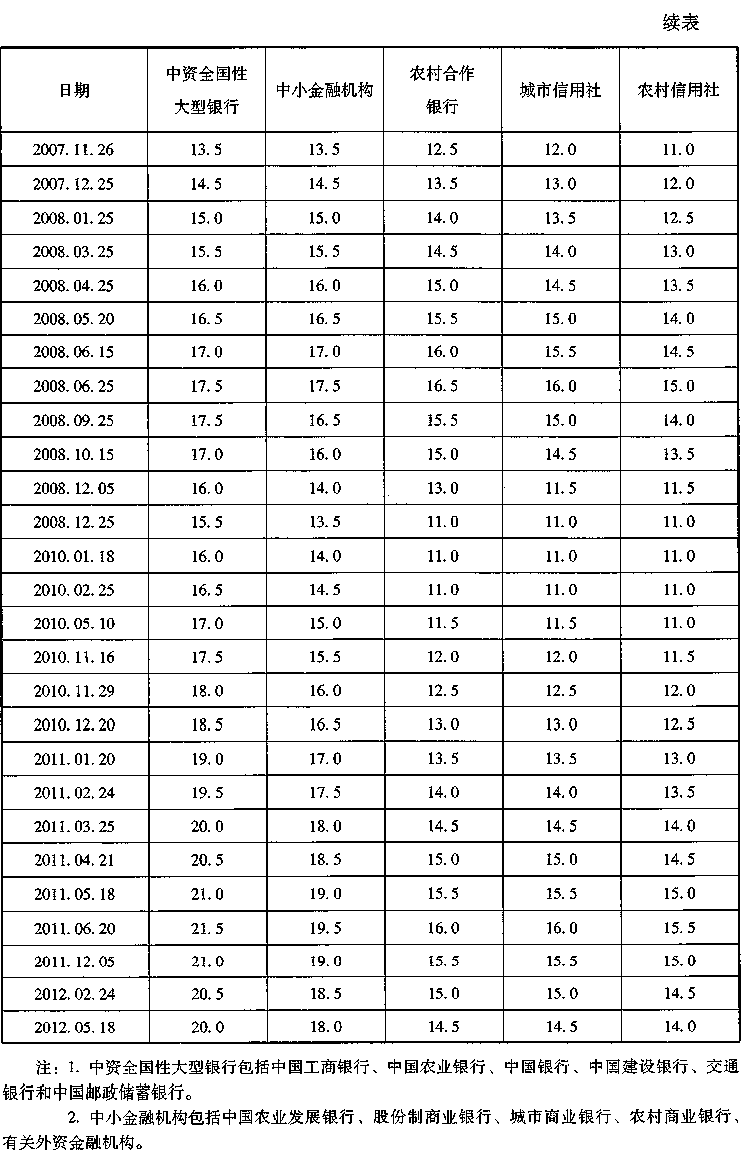 续表
日期 中资全国性大型银行 中小金融机构 农村合作银行 城市信用社 农村信用社
2007.11.26 13.5 13.5 12.5 12.0 11.0
2007.12.25 14.5 14.5 13.5 13.0 12.0
2008.01.25 15.0 15.0 14.0 13.5 12.5
2008.03.25 15.5 15.5 14.5 14.0 13.0
2008.04.25 16.0 16.0 15.0 14.5 13.5
2008.05.20 16.5 16.5 15.5 15.0 14.0
2008.06.15 17.0 17.0 16.0 15.5 14.5
2008.06.25 17.5 17.5 16.5 16.0 15.0
2008.09.25 17.5 16.5 15.5 15.0 14.0
2008.10.15 17.0 16.0 15.0 14.5 13.5
2008.12.05 16.0 14.0 13.0 11.5 11.5
2008.12.25 15.5 13.5 11.0 11.0 11.0
2010.01.18 16.0 14.0 11.0 11.0 11.0
2010.02.25 16.5 14.5 11.0 11.0 11.0
2010.05.10 17.0 15.0 11.5 11.5 11.0
2010.11.16 17.5 15.5 12.0 12.0 11.5
2010.11.29 18.0 16.0 12.5 12.5 12.0
2010.12.20 18.5 16.5 13.0 13.0 12.5
2011.01.20 19.0 17.0 13.5 13.5 13.0
2011.02.24 19.5 17.5 14.0 14.0 13.5
2011.03.25 20.0 18.0 14.5 14.5 14.0
2011.04.21 20.5 18.5 15.0 15.0 14.5
2011.05.18 21.0 19.0 15.5 15.5 15.0
2011.06.20 21.5 19.5 16.0 16.0 15.5
2011.12.05 21.0 19.0 15.5 15.5 15.0
2012.02.24 20.5 18.5 15.0 15.0 14.5
2012.05.18 20.0 18.0 14.5 14.5 14.0
注：1. 中资全国性大型银行包括中国工商银行、中国农业银行、中国银行、中国建设银行、交通
银行和中国邮政储蓄银行。
2. 中小金融机构包括中国农业发展银行、股份制商业银行、城市商业银行、农村商业银行、
有关外资金融机构。